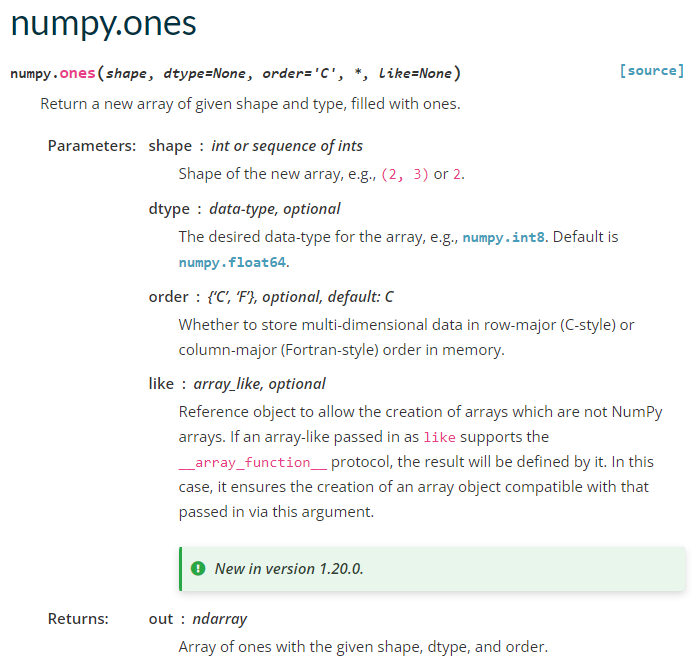 numpy.ones
numpy.ones(shape, dtype=None, order='C', *, like=None) [source]
Return a new array of given shape and type, filled with ones.
Parameters: shape : int or sequence of ints
Shape of the new array, e.g., (2, 3) or 2.
dtype : data-type, optional
The desired data-type for the array, e.g., numpy.int8. Default is
numpy.float64.
order : {‘C’, ‘F’}, optional, default: C
Whether to store multi-dimensional data in row-major (C-style) or
column-major (Fortran-style) order in memory.
like : array_like, optional
Reference object to allow the creation of arrays which are not NumPy
arrays. If an array-like passed in as like supports the
__array_function__ protocol, the result will be defined by it. In this
case, it ensures the creation of an array object compatible with that
passed in via this argument.
New in version 1.20.0.
Returns: out : ndarray
Array of ones with the given shape, dtype, and order.